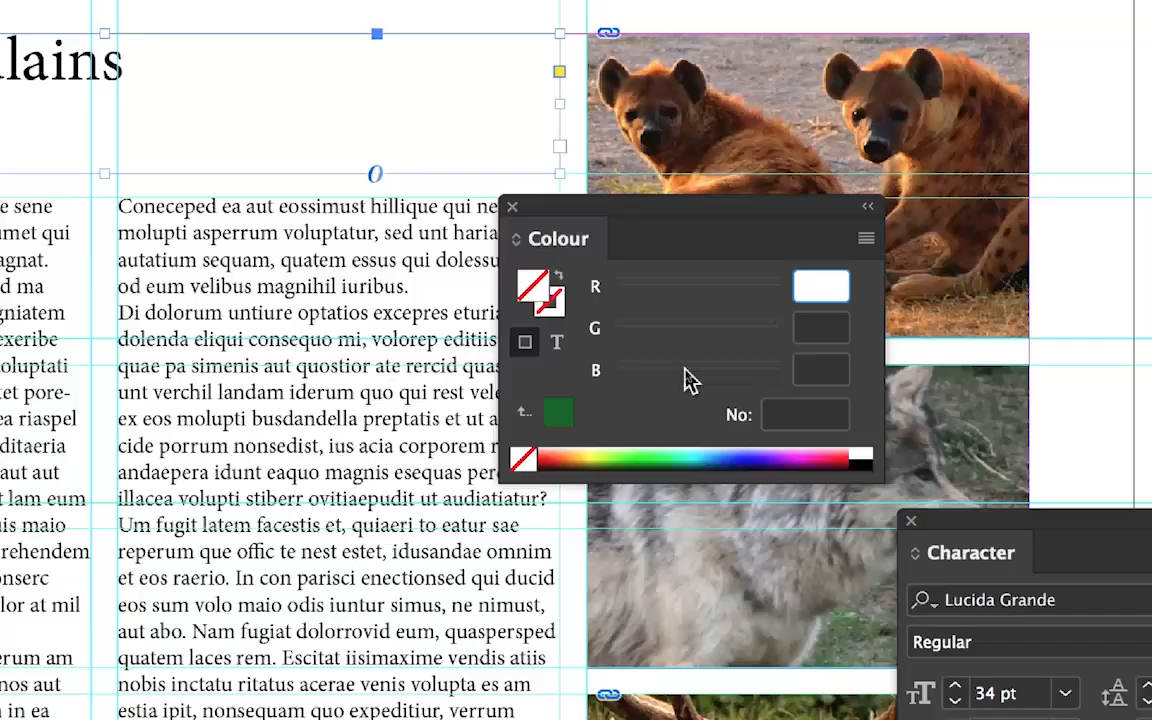 lains
e sene
umet qui
agnat.
d ma
gniatem
exeribe
oluptati
tet pore-
ea riaspel
ditaeria
aut aut
t lam eum
uis maio
rehendem
onserc
lor at mil
erum am
nos aut
in ea
Coneceped ea aut eossimust hillique qui ne
molupti asperrum voluptatur, sed unt haria
autatium sequam, quatem essus qui dolessu
od eum velibus magnihil iuribus.
Di dolorum untiure optatios excepres eturia
dolenda eliqui consequo mi, volorep editiis
quae pa simenis aut quostior ate rercid quas
unt verchil landam iderum quo qui rest vele
ex eos molupti busdandella preptatis et ut a
cide porrum nonsedist, ius acia corporem r
andaepera idunt eaquo magnis esequas per
illacea volupti stiberr ovitiaepudit ut audiatiatur?
Um fugit latem facestis et, quiaeri to eatur sae
reperum que offic te nest estet, idusandae omnim
et eos raerio. In con parisci enectionsed qui ducid
eos sum volo maio odis iuntur simus, ne nimust,
aut abo. Nam fugiat dolorrovid eum, quaspersped
quatem laces rem. Escitat iisimaxime vendis atiis
nobis inctatu ritatus acerae venis volupta es am
estia ipit, nonsequam quo expeditiur, verrum
Colour
R
G
T
B
No:
Character
Lucida Grande
Regular
34 pt